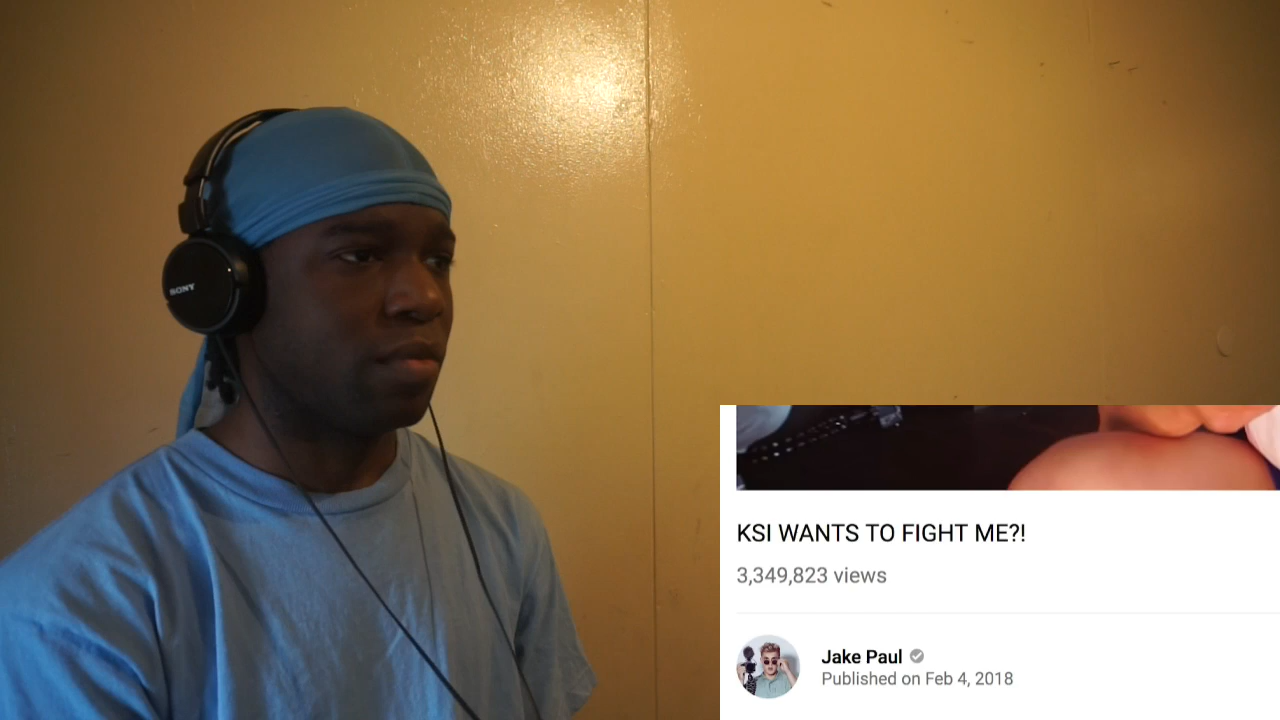 SONY
KSI WANTS TO FIGHT ME?!
3,349,823 views
Jake Paul
Published on Feb 4, 2018